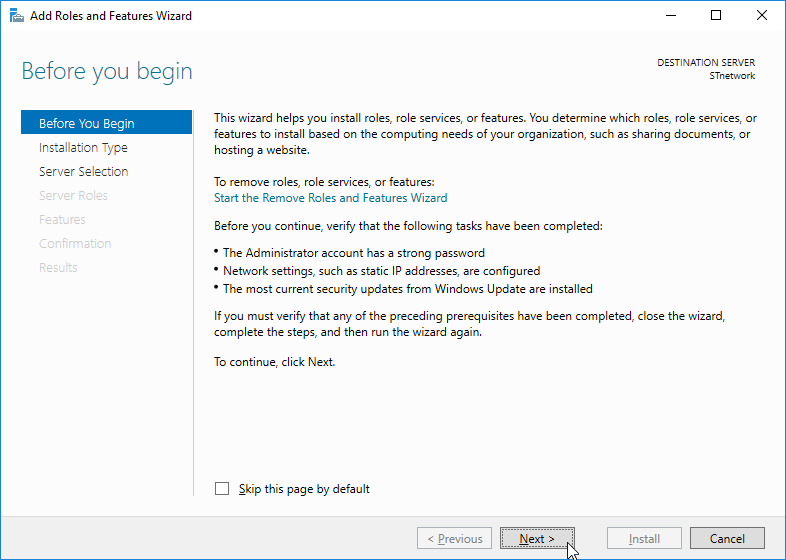 Add Roles and Features Wizard
Before you begin
DESTINATION SERVER
STnetwork
Before You Begin
Installation Type
Server Selection
Server Roles
Features
Confirmation
Results
This wizard helps you install roles, role services, or features. You determine which roles, role services, or
features to install based on the computing needs of your organization, such as sharing documents, or
hosting a website.
To remove roles, role services, or features:
Start the Remove Roles and Features Wizard
Before you continue, verify that the following tasks have been completed:
• The Administrator account has a strong password
• Network settings, such as static IP addresses, are configured
• The most current security updates from Windows Update are installed
If you must verify that any of the preceding prerequisites have been completed, close the wizard,
complete the steps, and then run the wizard again.
To continue, click Next.
Skip this page by default
< Previous
Next >
Install
Cancel